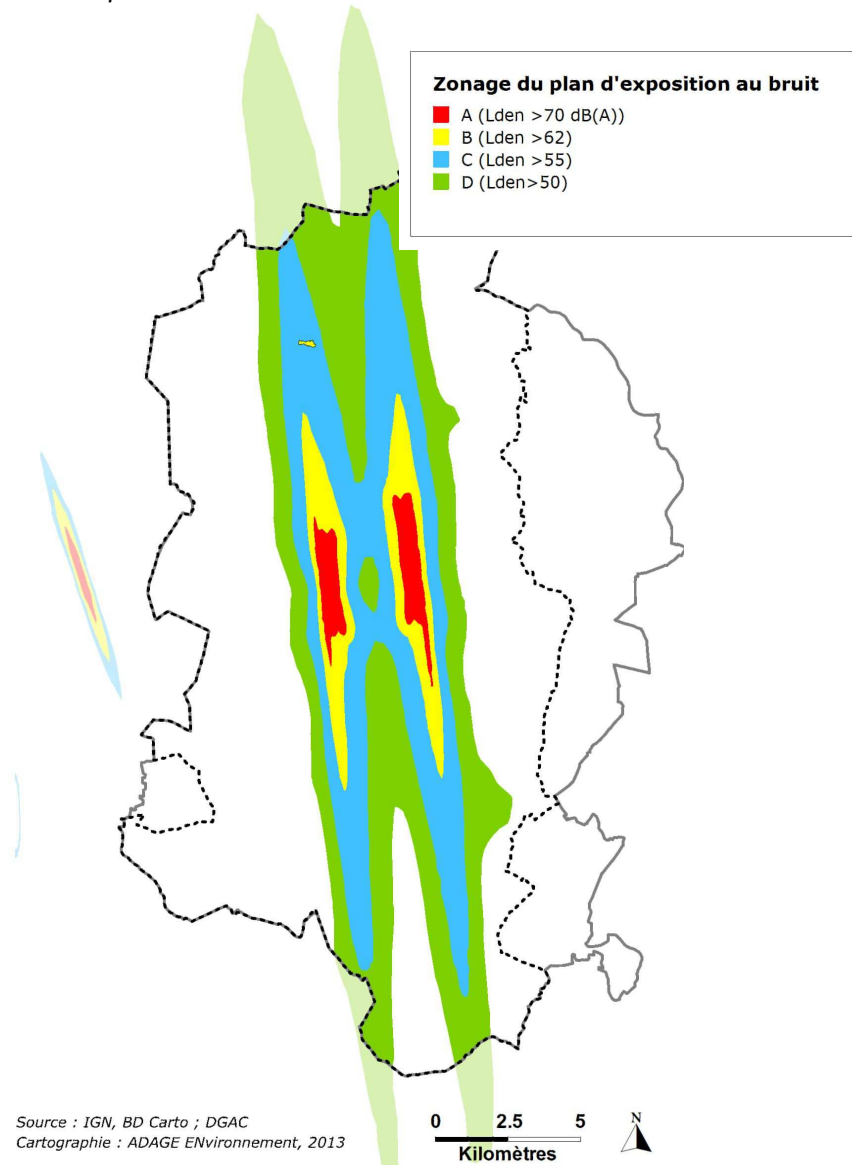 Zonage du plan d'exposition au bruit
A (Lden >70 dB(A))
B (Lden >62)
C (Lden >55)
D (Lden>50)
Source : IGN, BD Carto ; DGAC
Cartographie : ADAGE ENvironnement, 2013
0 2.5 5
Kilomètres
N